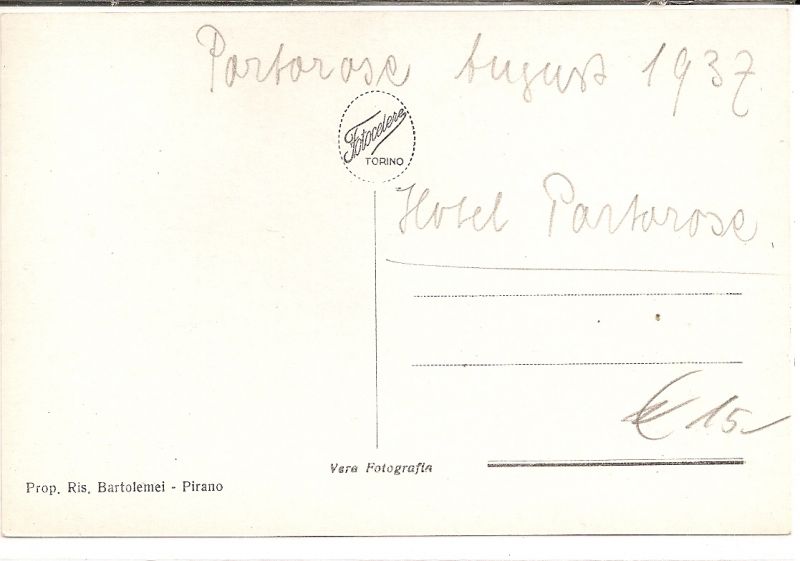 Portorose August 1937
Fotocelere
TORINO
Hotel Portorose
€ 15
Vera Fotografia
Prop. Ris. Bartolemei - Pirano